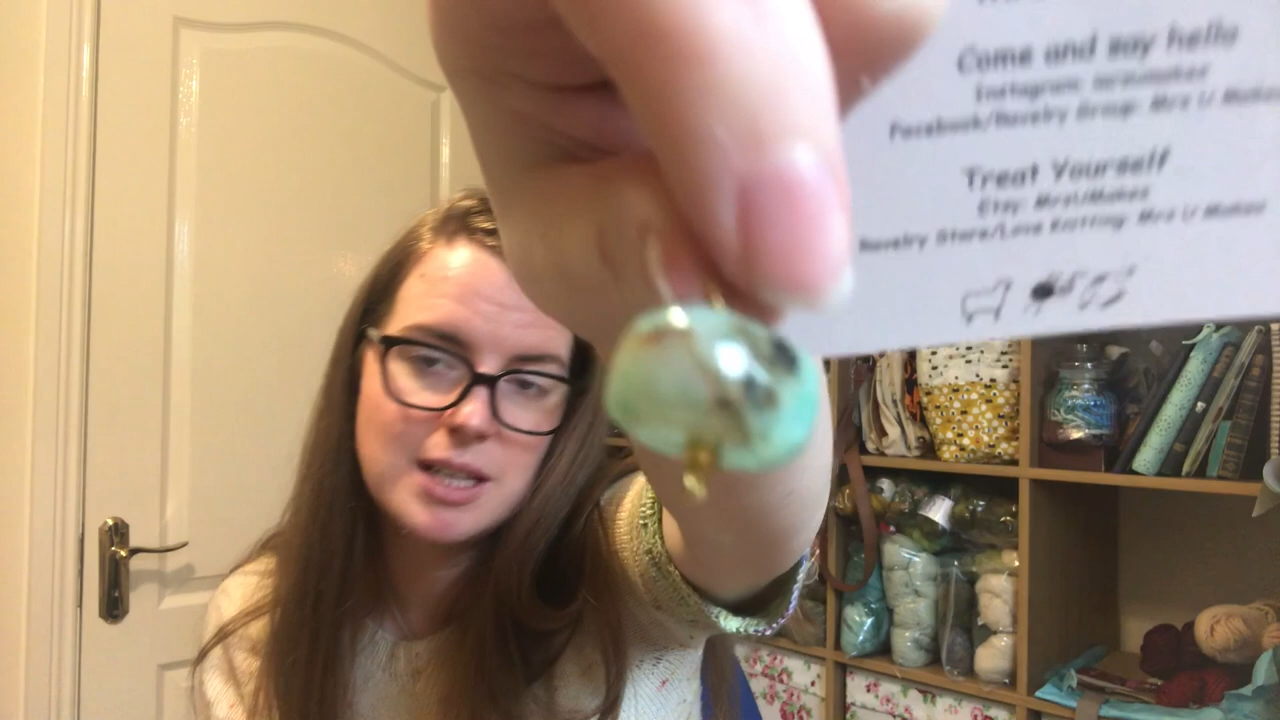 Come and say hello
Instagram: mrsumakes
Facebook/Ravelry Group: Mrs U Makes
Treat Yourself
Etsy: MrsUMakes
Ravelry Store/Love Knitting: Mrs U Makes